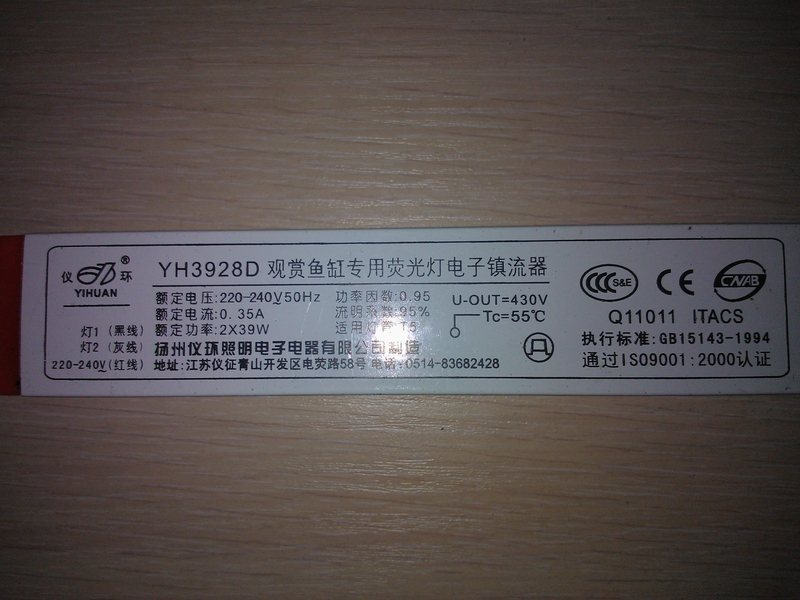 仪 环
®
YIHUAN
灯1 (黑线)
灯2 (灰线)
220-240V(红线)
YH3928D 观赏鱼缸专用荧光灯电子镇流器
额定电压:220-240V50Hz 功率因数:0.95
额定电流:0.35A 流明系数:95%
额定功率:2X39W 适用灯管 T5
扬州仪环照明电子电器有限公司制造
地址:江苏仪征青山开发区电荧路58号 电话:0514-83682428
U-OUT=430V
Tc=55℃
S&E CE CNAB
Q11011 ITACS
执行标准:GB15143-1994
通过ISO9001:2000认证